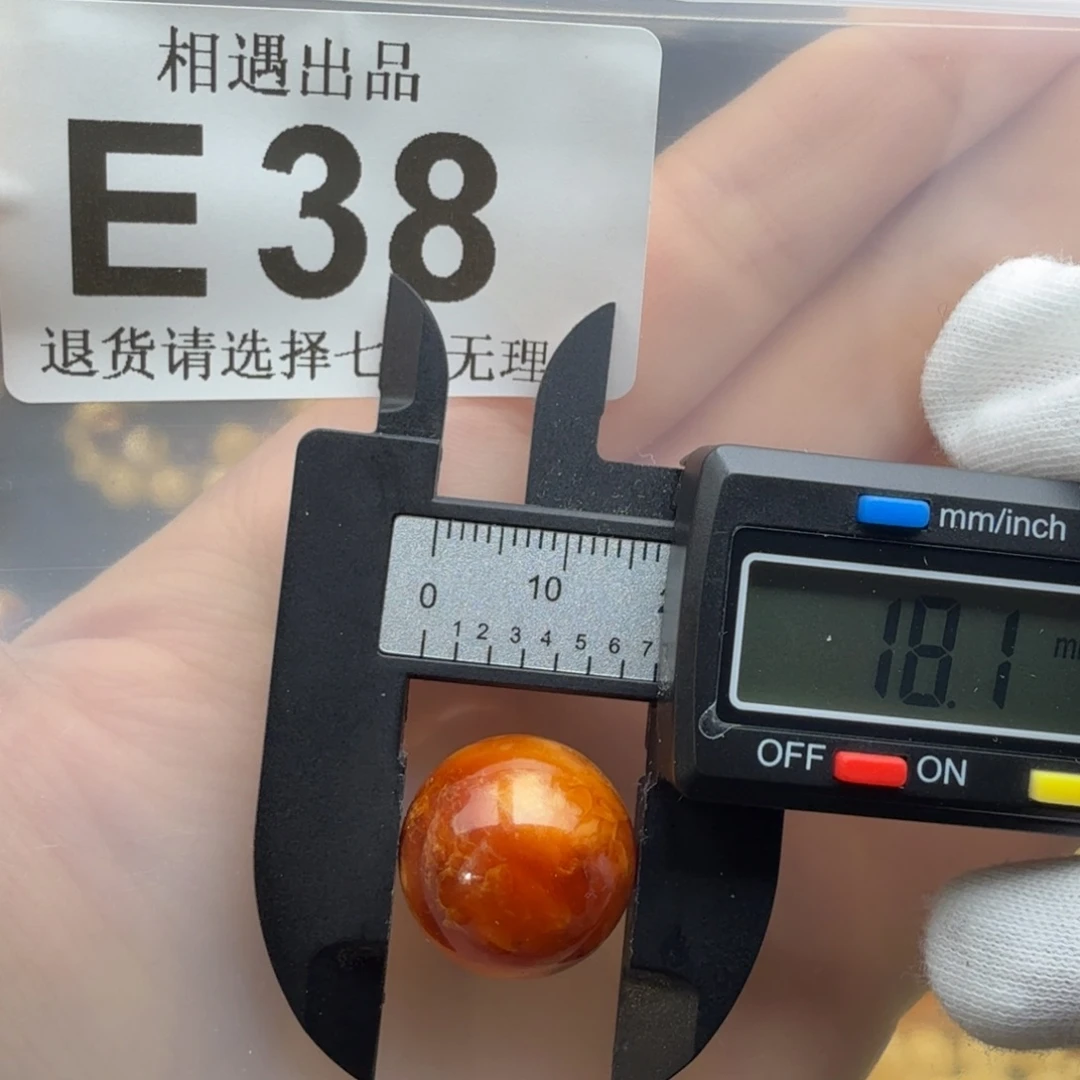 相遇出品
E38
退货请选择七 无理
mm/inch
0 10
1 2 3 4 5 6 7
18.1
OFF ON